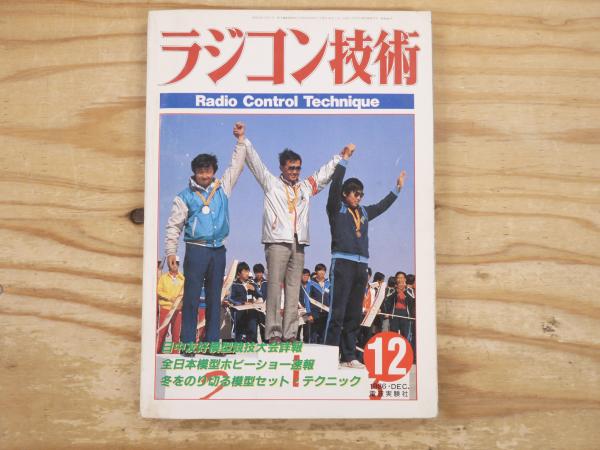 ラジコン技術
Radio Control Technique
日中友好模型競技大会詳報
全日本模型ホビーショー速報
冬をのり切る模型セット!テクニック
12
1986・DEC.
電波実験社